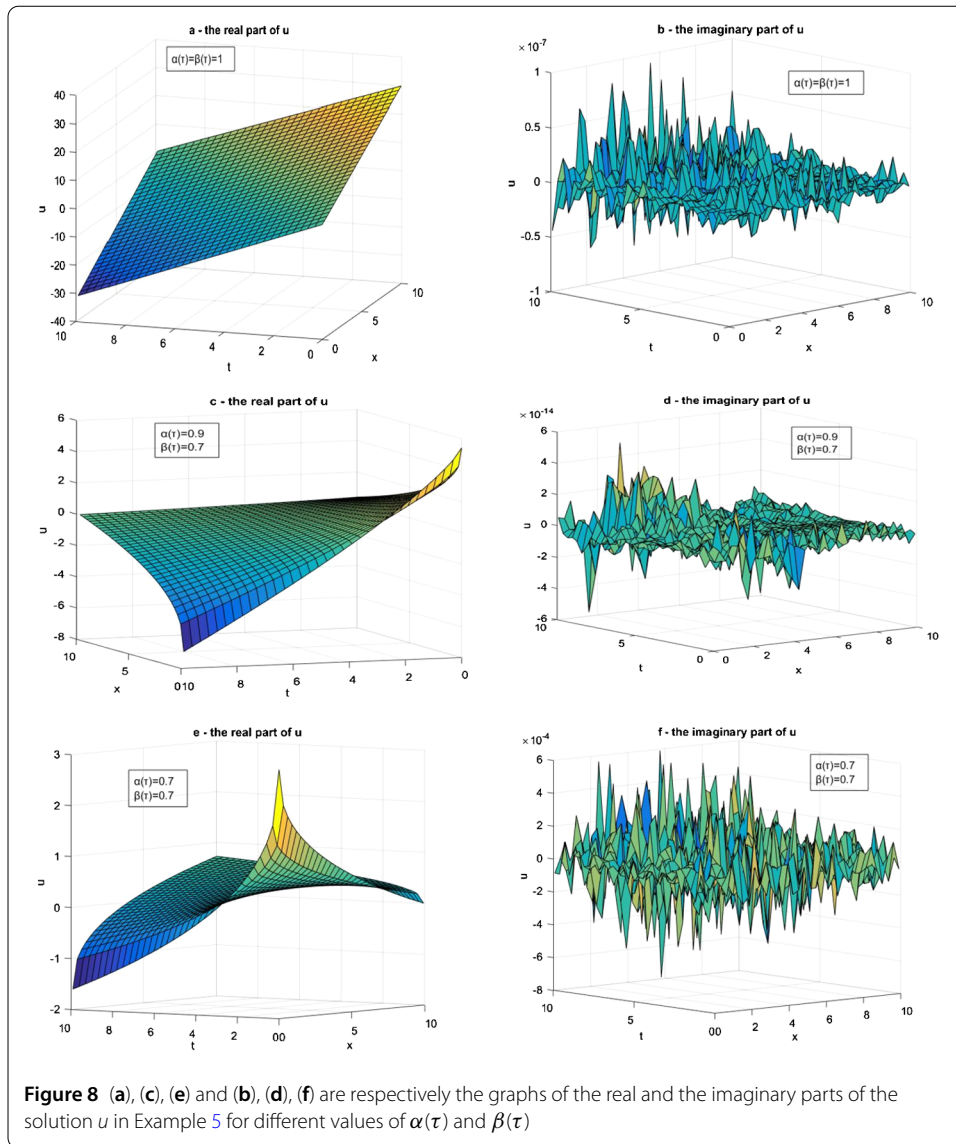 a - the real part of u
α(τ)=β(τ)=1
40
30
20
10
0
-10
-20
-30
-40
u
10
8
6
4
2
0
t
0
5
10
x
b - the imaginary part of u
×10⁻⁷
α(τ)=β(τ)=1
1
0.5
0
-0.5
-1
u
10
5
0
t
0
2
4
6
8
10
x
c - the real part of u
α(τ)=0.9
β(τ)=0.7
6
4
2
0
-2
-4
-6
-8
u
10
5
0
x
10
8
6
4
2
0
t
d - the imaginary part of u
×10⁻¹⁴
α(τ)=0.9
β(τ)=0.7
6
4
2
0
-2
-4
-6
u
10
5
0
t
0
2
4
6
8
10
x
e - the real part of u
α(τ)=0.7
β(τ)=0.7
3
2
1
0
-1
-2
u
10
8
6
4
2
0
t
0
5
10
x
f - the imaginary part of u
×10⁻⁴
α(τ)=0.7
β(τ)=0.7
6
4
2
0
-2
-4
-6
-8
u
10
5
0
t
0
2
4
6
8
10
x
Figure 8 (a), (c), (e) and (b), (d), (f) are respectively the graphs of the real and the imaginary parts of the
solution u in Example 5 for different values of α(τ) and β(τ)